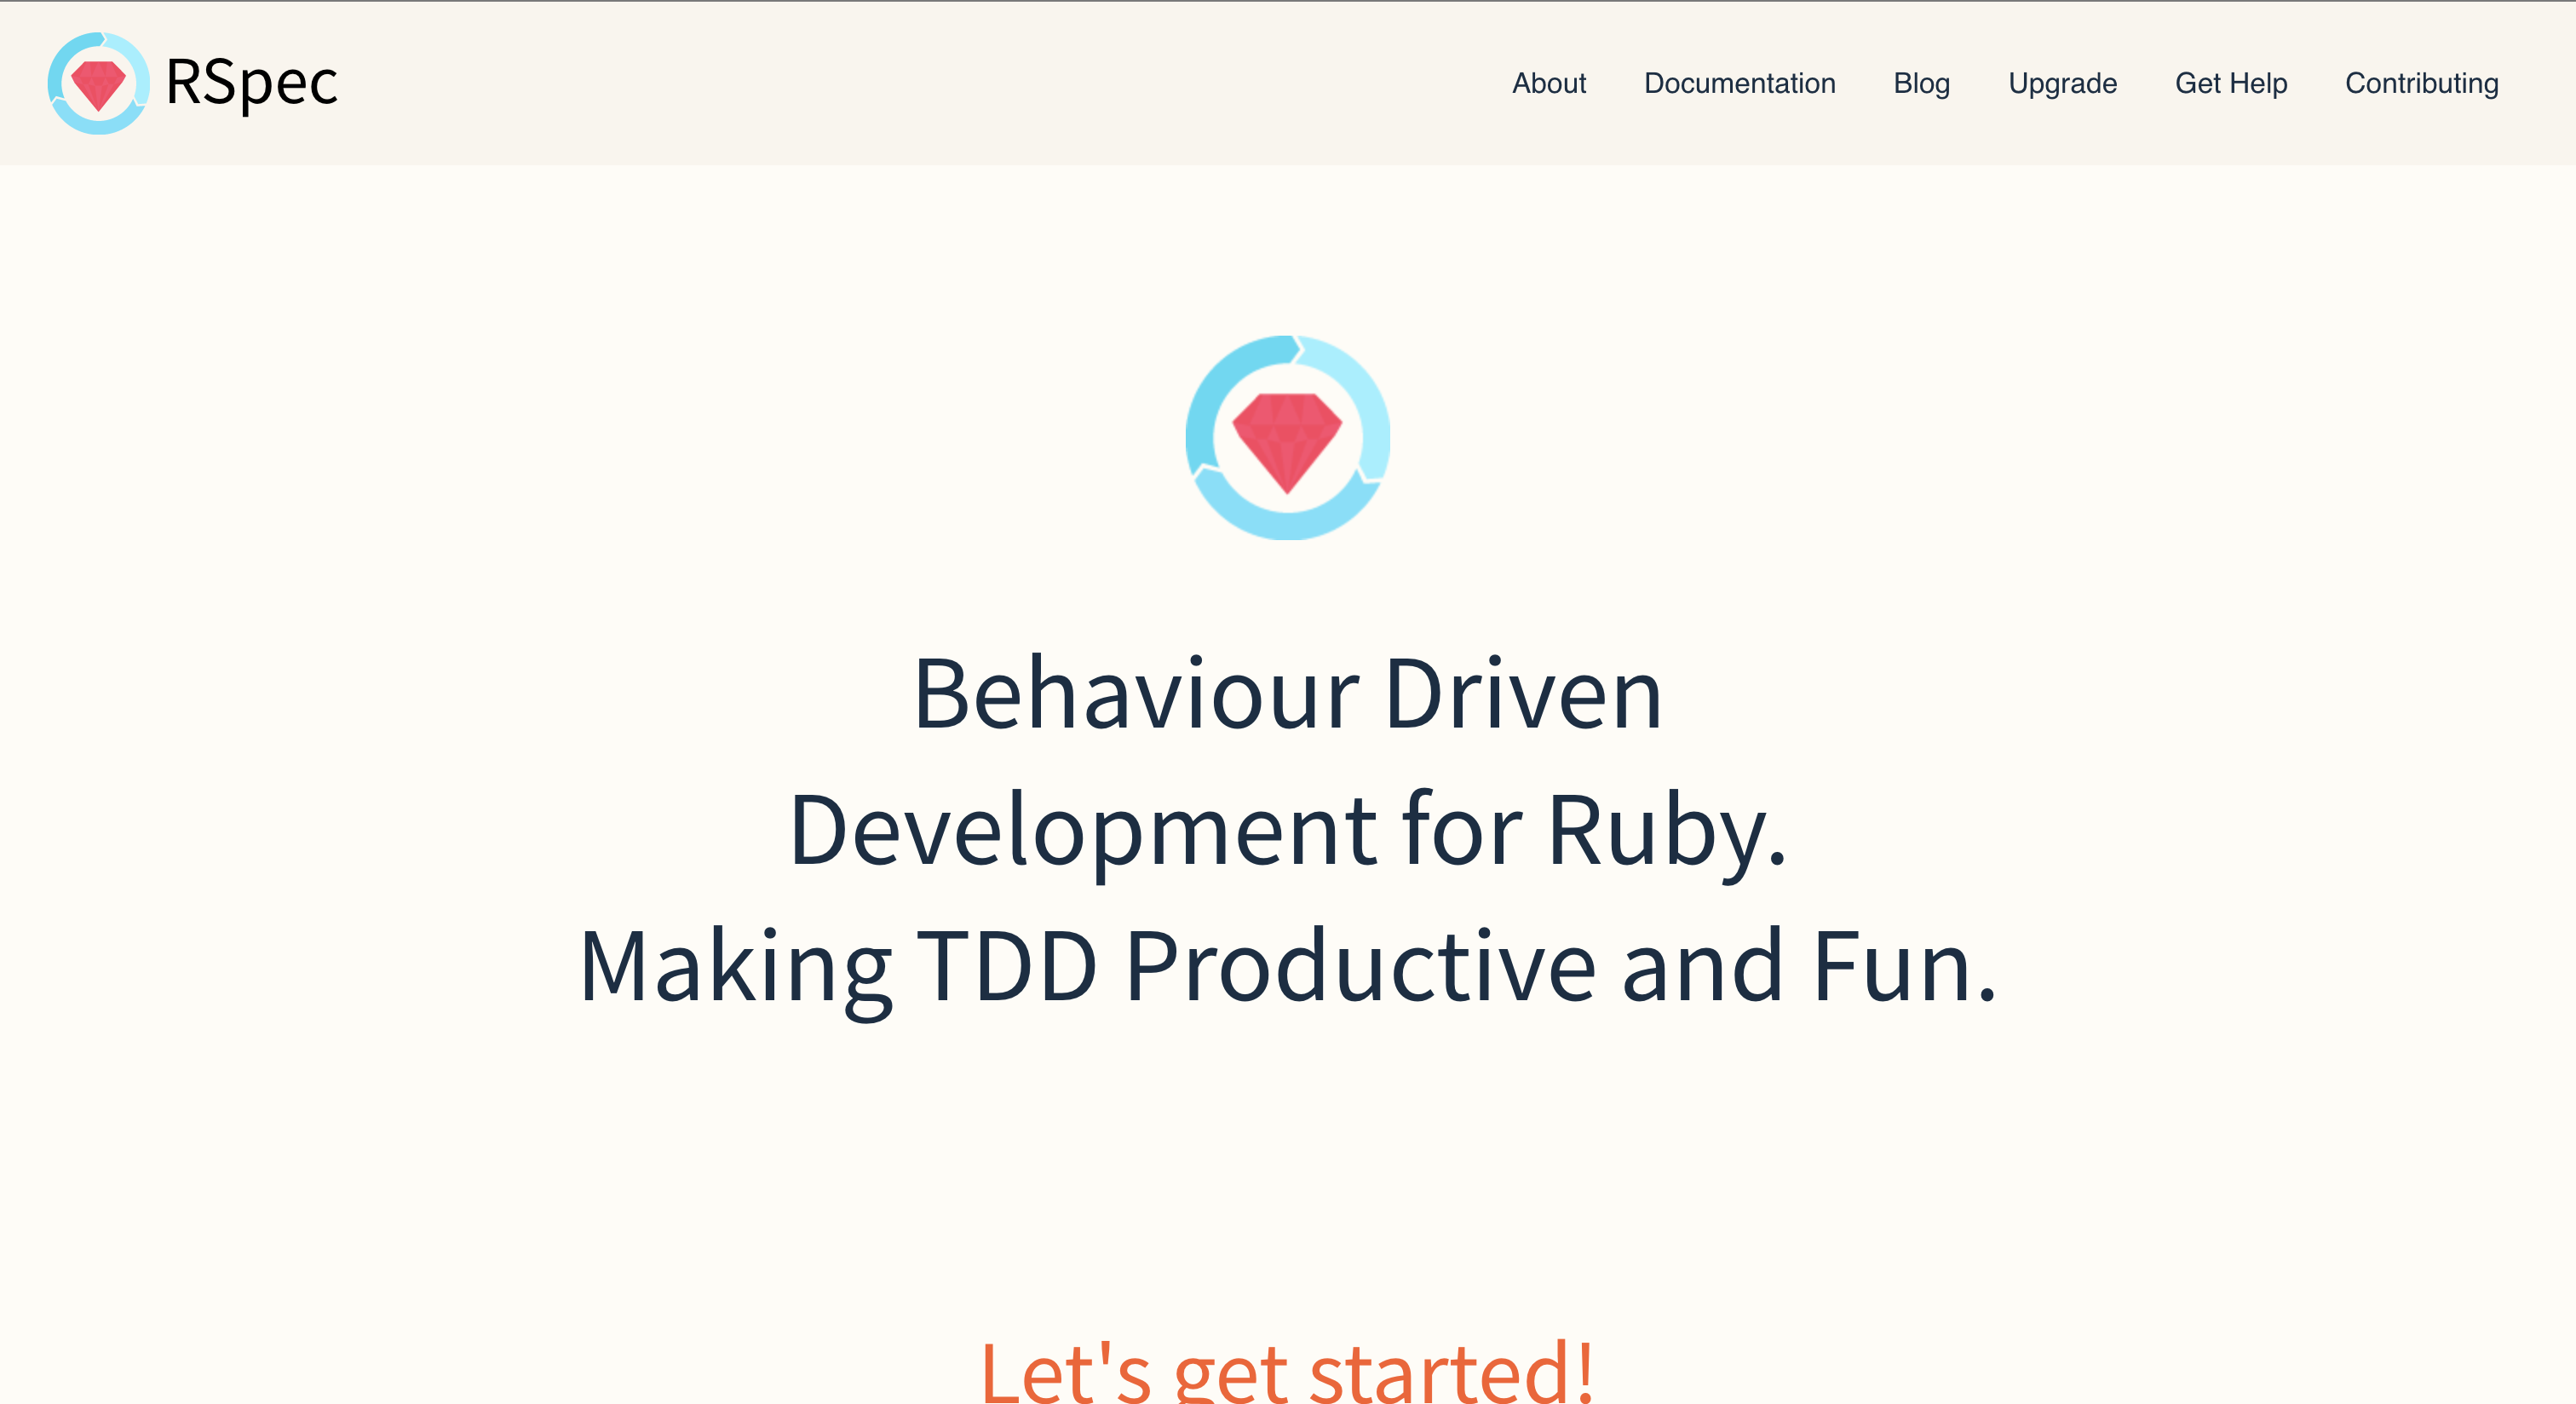 RSpec
About Documentation Blog Upgrade Get Help Contributing
Behaviour Driven
Development for Ruby.
Making TDD Productive and Fun.
Let's get started!